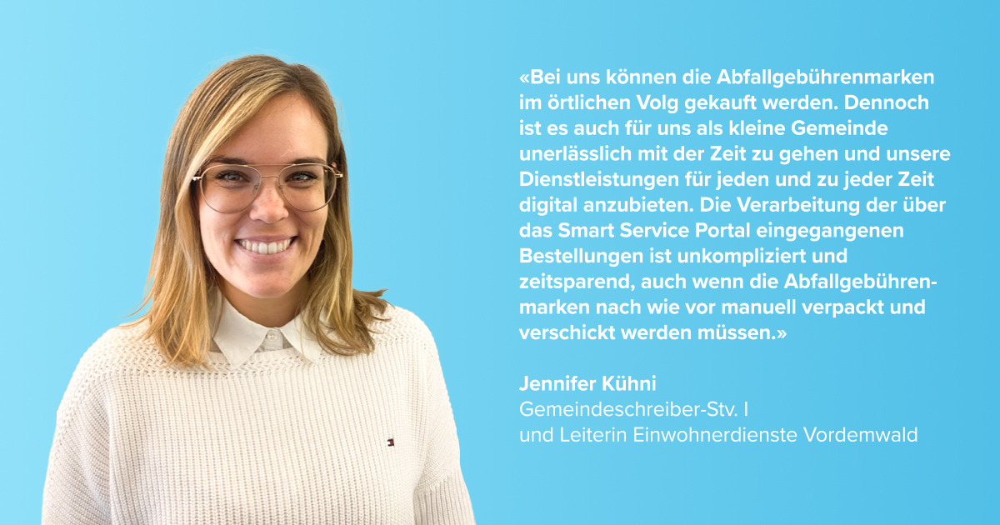 «Bei uns können die Abfallgebührenmarken
im örtlichen Volg gekauft werden. Dennoch
ist es auch für uns als kleine Gemeinde
unerlässlich mit der Zeit zu gehen und unsere
Dienstleistungen für jeden und zu jeder Zeit
digital anzubieten. Die Verarbeitung der über
das Smart Service Portal eingegangenen
Bestellungen ist unkompliziert und
zeitsparend, auch wenn die Abfallgebühren-
marken nach wie vor manuell verpackt und
verschickt werden müssen.»
Jennifer Kühni
Gemeindeschreiber-Stv. I
und Leiterin Einwohnerdienste Vordemwald